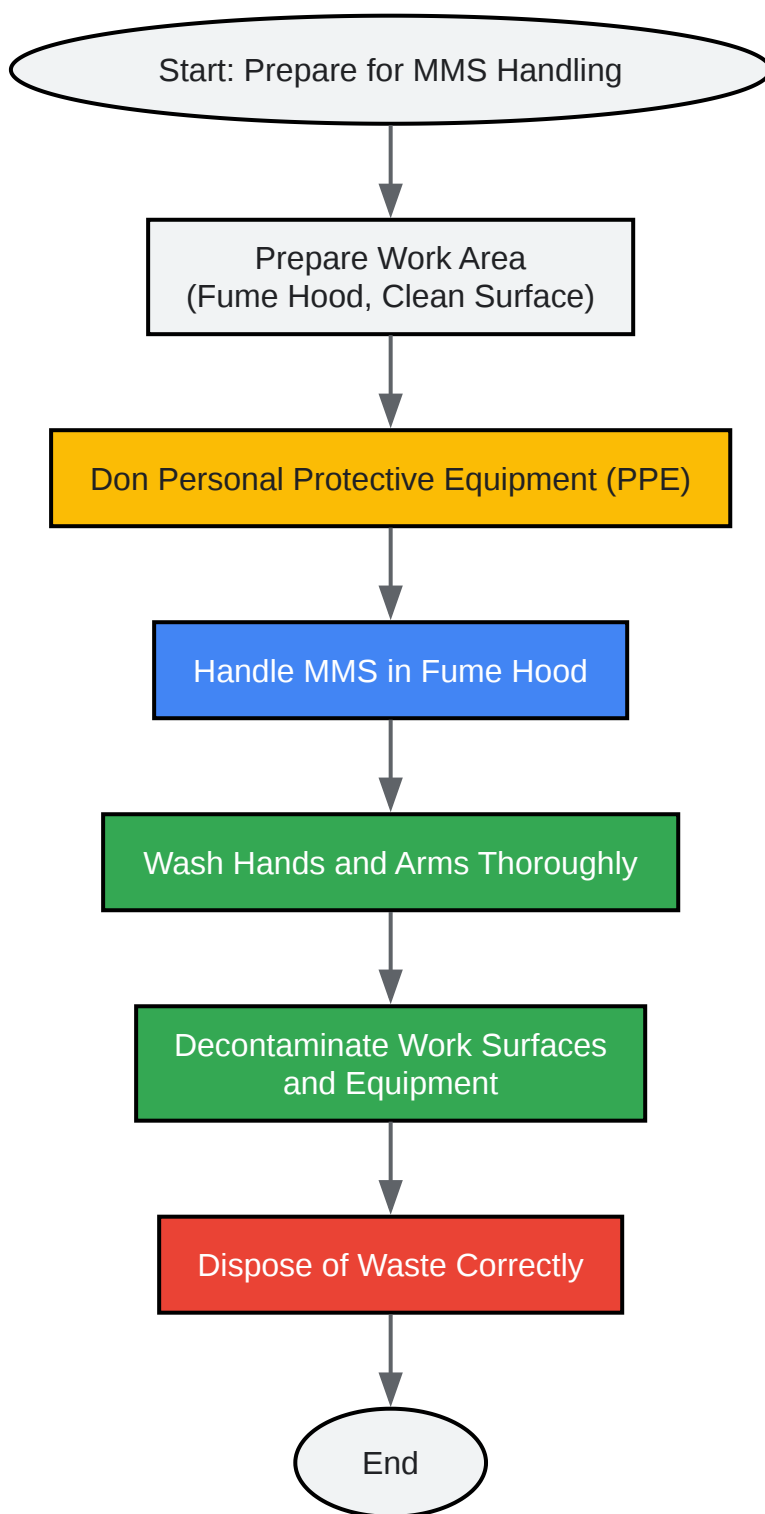 Start: Prepare for MMS Handling
Prepare Work Area
(Fume Hood, Clean Surface)
Don Personal Protective Equipment (PPE)
Handle MMS in Fume Hood
Wash Hands and Arms Thoroughly
Decontaminate Work Surfaces
and Equipment
Dispose of Waste Correctly
End